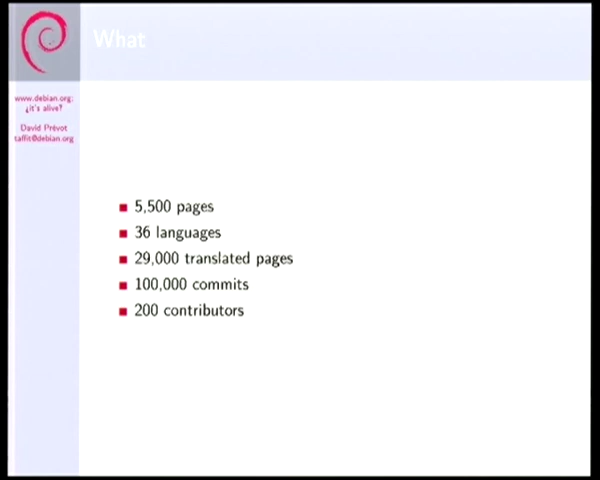 What
www.debian.org:
¿it's alive?
David Prévot
taffit@debian.org
5,500 pages
36 languages
29,000 translated pages
100,000 commits
200 contributors